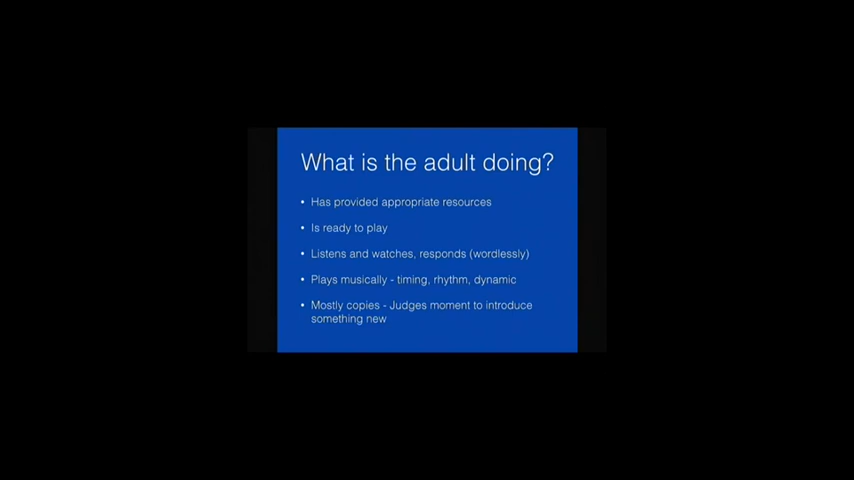 What is the adult doing?
• Has provided appropriate resources
• Is ready to play
• Listens and watches, responds (wordlessly)
• Plays musically - timing, rhythm, dynamic
• Mostly copies - Judges moment to introduce
something new